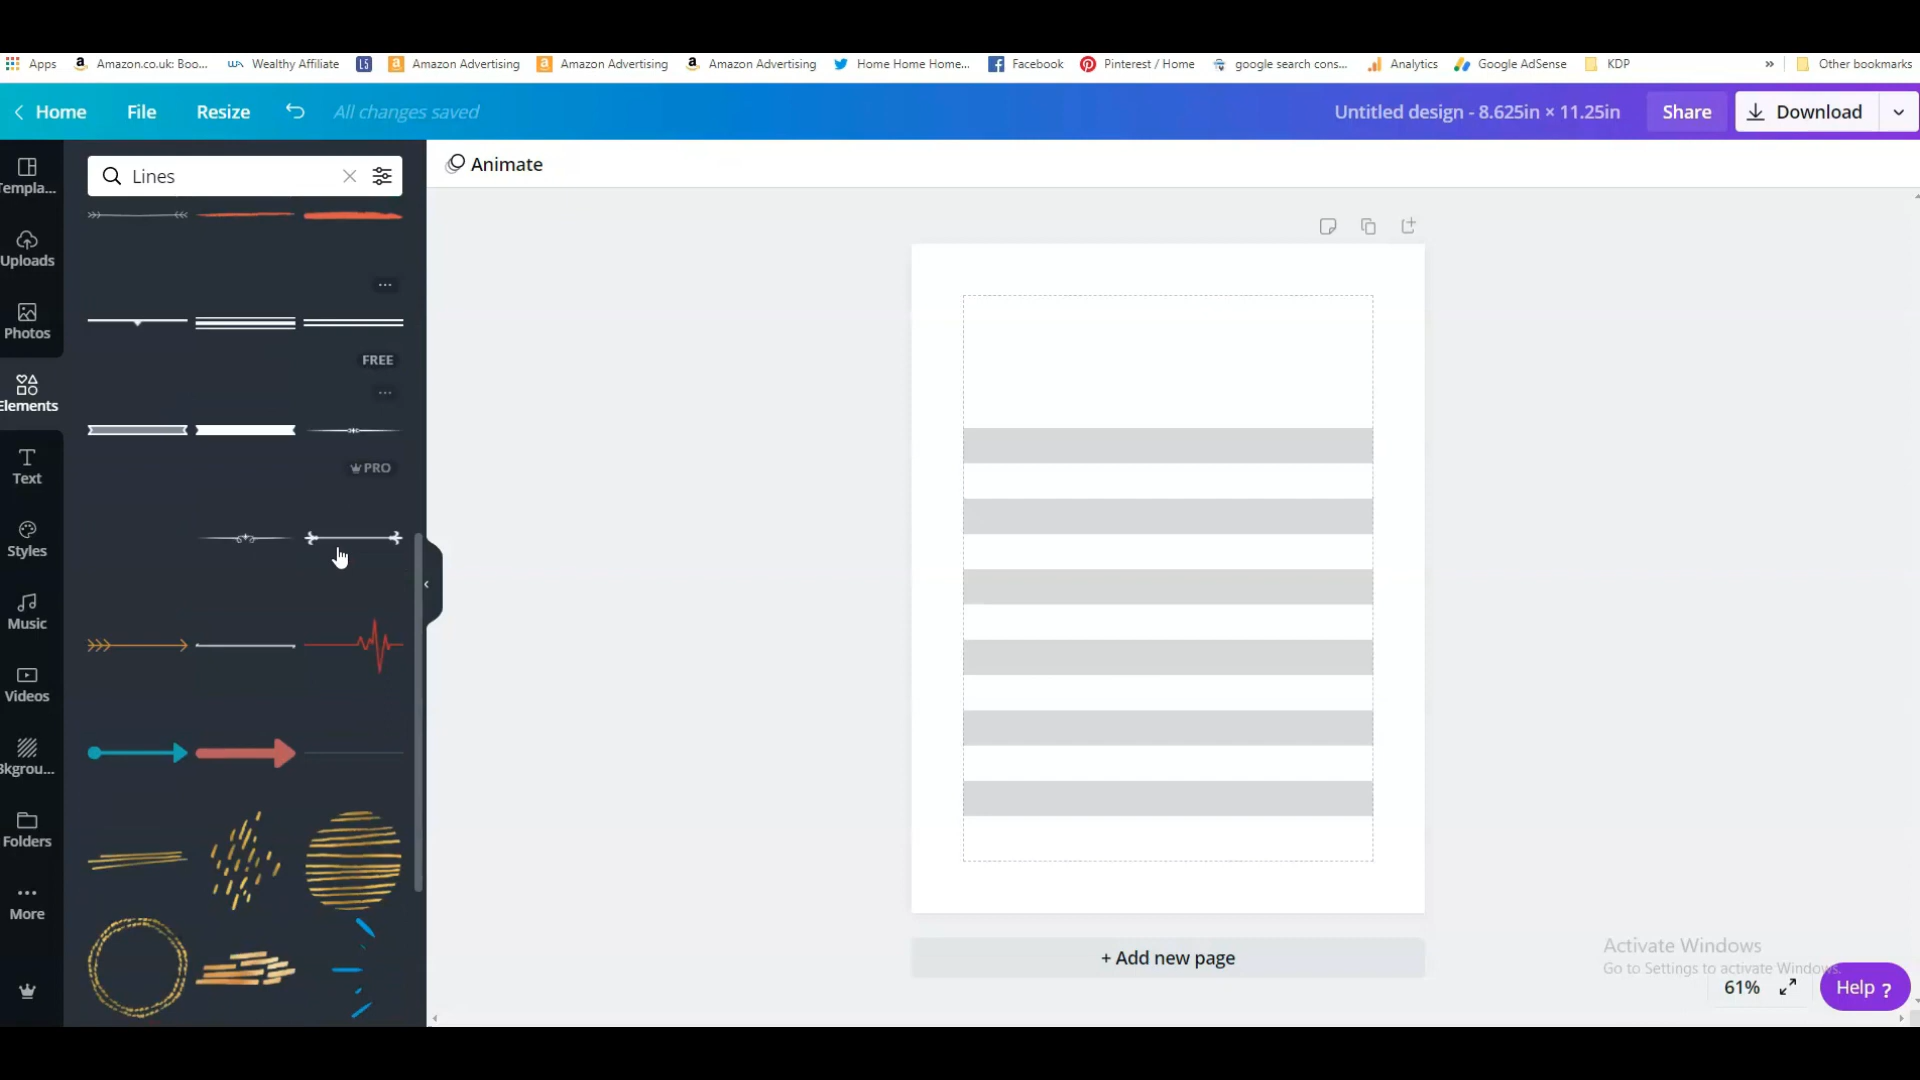 Apps Amazon.co.uk: Boo... Wealthy Affiliate L5 Amazon Advertising Amazon Advertising Amazon Advertising Home Home Home... Facebook Pinterest / Home google search cons... Analytics Google AdSense KDP » Other bookmarks
Home File Resize All changes saved Untitled design - 8.625in × 11.25in Share Download
Lines
Animate
Templa...
Uploads
Photos
Elements
Text
Styles
Music
Videos
Bkgrou...
Folders
More
FREE
PRO
+ Add new page
Activate Windows
Go to Settings to activate Windows.
61%
Help ?